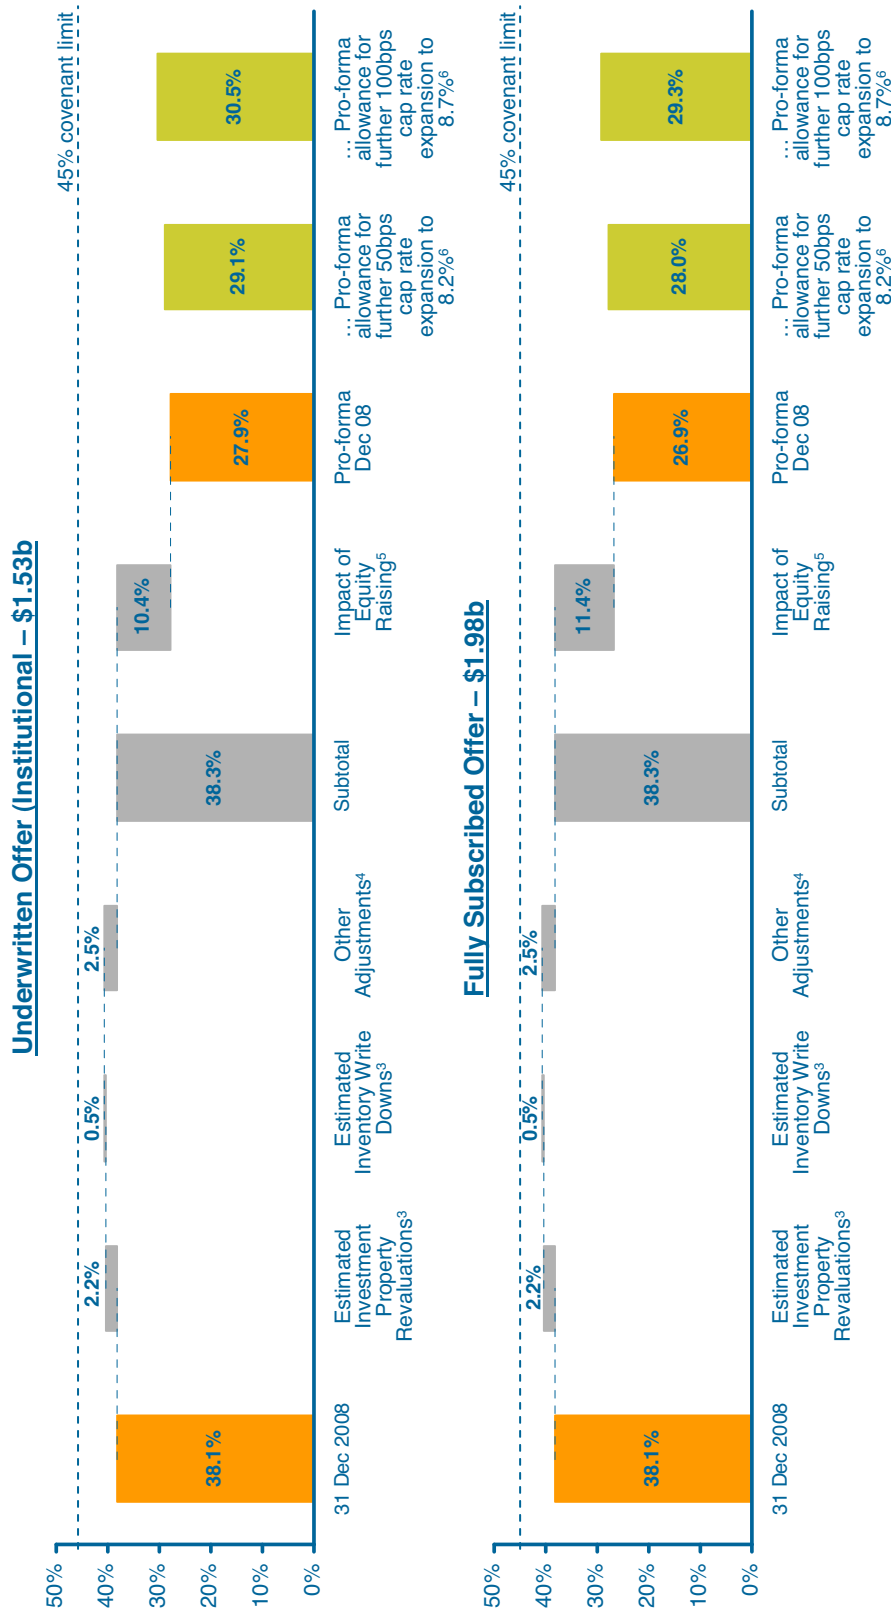 Underwritten Offer (Institutional – $1.53b
50%
40%
30%
20%
10%
0%
45% covenant limit
38.1%
2.2%
0.5%
2.5%
38.3%
10.4%
27.9%
29.1%
30.5%
31 Dec 2008
Estimated
Investment
Property
Revaluations³
Estimated
Inventory Write
Downs³
Other
Adjustments⁴
Subtotal
Impact of
Equity
Raising⁵
Pro-forma
Dec 08
… Pro-forma
allowance for
further 50bps
cap rate
expansion to
8.2%⁶
… Pro-forma
allowance for
further 100bps
cap rate
expansion to
8.7%⁶
Fully Subscribed Offer – $1.98b
50%
40%
30%
20%
10%
0%
45% covenant limit
38.1%
2.2%
0.5%
2.5%
38.3%
11.4%
26.9%
28.0%
29.3%
31 Dec 2008
Estimated
Investment
Property
Revaluations³
Estimated
Inventory Write
Downs³
Other
Adjustments⁴
Subtotal
Impact of
Equity
Raising⁵
Pro-forma
Dec 08
… Pro-forma
allowance for
further 50bps
cap rate
expansion to
8.2%⁶
… Pro-forma
allowance for
further 100bps
cap rate
expansion to
8.7%⁶